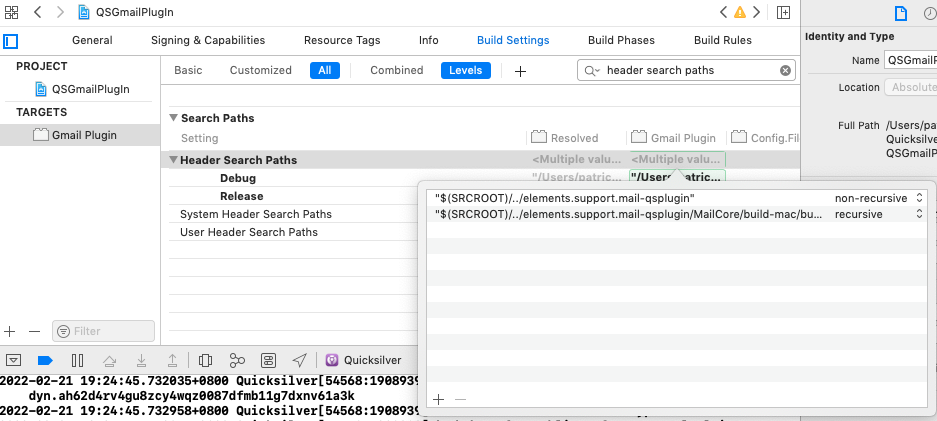 QSGmailPlugIn
General Signing & Capabilities Resource Tags Info Build Settings Build Phases Build Rules
PROJECT
QSGmailPlugIn
TARGETS
Gmail Plugin
Filter
Basic Customized All Combined Levels header search paths
Search Paths
Setting Resolved Gmail Plugin Config.Fil
Header Search Paths <Multiple valu... <Multiple valu...
Debug "/Users/patric... "/Users/patric...
Release
System Header Search Paths
User Header Search Paths
"$(SRCROOT)/../elements.support.mail-qsplugin" non-recursive
"$(SRCROOT)/../elements.support.mail-qsplugin/MailCore/build-mac/bu... recursive
Identity and Type
Name QSGmailP
Location Absolute
Full Path /Users/pa
Quicksilver
QSGmailP
Quicksilver
2022-02-21 19:24:45.732035+0800 Quicksilver[54568:1908939
dyn.ah62d4rv4gu8zcy4wqz0087dfmb11g7dxnv61a3k
2022-02-21 19:24:45.732958+0800 Quicksilver[54568:1908939